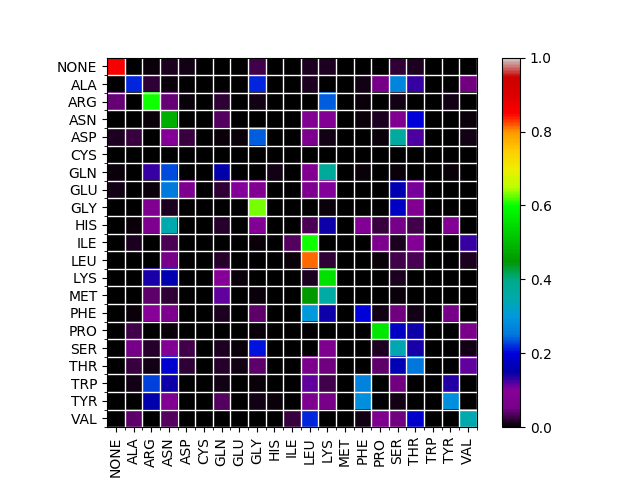 NONE
ALA
ARG
ASN
ASP
CYS
GLN
GLU
GLY
HIS
ILE
LEU
LYS
MET
PHE
PRO
SER
THR
TRP
TYR
VAL
NONE ALA ARG ASN ASP CYS GLN GLU GLY HIS ILE LEU LYS MET PHE PRO SER THR TRP TYR VAL
1.0
0.8
0.6
0.4
0.2
0.0